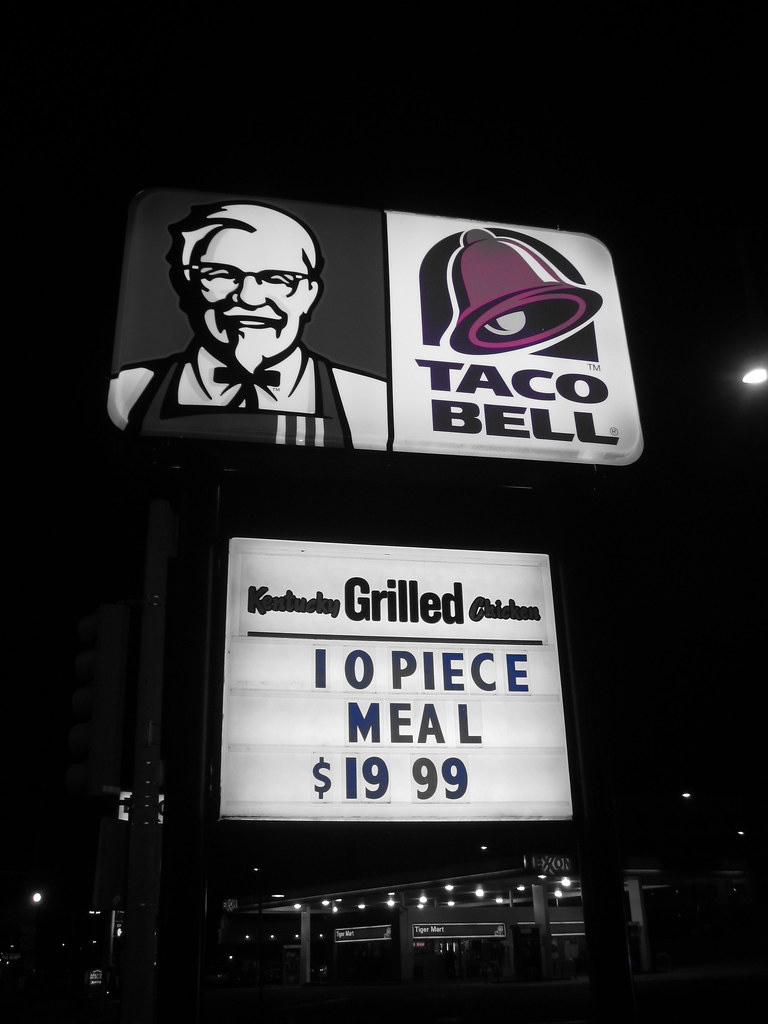 TACO
BELL
Kentucky Grilled Chicken
10 PIECE
MEAL
$19 99
EXXON
Tiger Mart
Tiger Mart